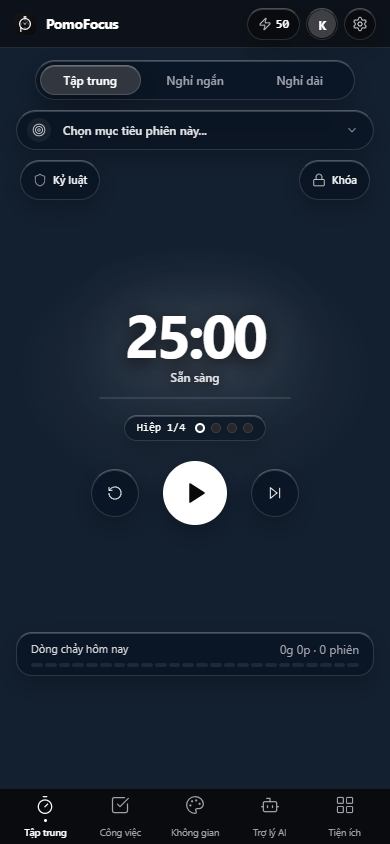 PomoFocus
50
K
Tập trung
Nghỉ ngắn
Nghỉ dài
Chọn mục tiêu phiên này...
Kỷ luật
Khóa
25:00
Sẵn sàng
Hiệp 1/4
Dòng chảy hôm nay
0g 0p · 0 phiên
Tập trung
Công việc
Không gian
Trợ lý AI
Tiện ích